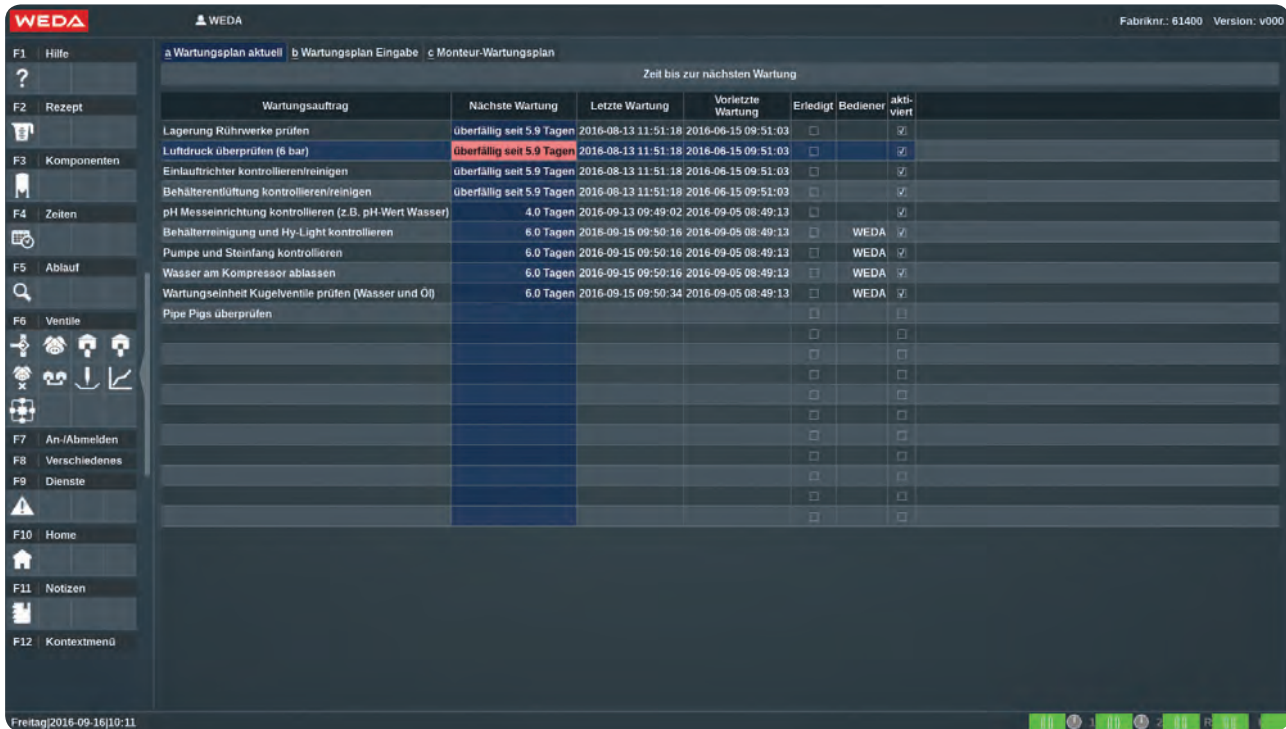 WEDA
WEDA
Fabriknr.: 61400 Version: v000
F1 Hilfe
F2 Rezept
F3 Komponenten
F4 Zeiten
F5 Ablauf
F6 Ventile
F7 An-/Abmelden
F8 Verschiedenes
F9 Dienste
F10 Home
F11 Notizen
F12 Kontextmenü
a Wartungsplan aktuell b Wartungsplan Eingabe c Monteur-Wartungsplan
Zeit bis zur nächsten Wartung
Wartungsauftrag Nächste Wartung Letzte Wartung Vorletzte Wartung Erledigt Bediener akti-viert
Lagerung Rührwerke prüfen überfällig seit 5.9 Tagen 2016-08-13 11:51:18 2016-06-15 09:51:03
Luftdruck überprüfen (6 bar) überfällig seit 5.9 Tagen 2016-08-13 11:51:18 2016-06-15 09:51:03
Einlauftrichter kontrollieren/reinigen überfällig seit 5.9 Tagen 2016-08-13 11:51:18 2016-06-15 09:51:03
Behälterentlüftung kontrollieren/reinigen überfällig seit 5.9 Tagen 2016-08-13 11:51:18 2016-06-15 09:51:03
pH Messeinrichtung kontrollieren (z.B. pH-Wert Wasser) 4.0 Tagen 2016-09-13 09:49:02 2016-09-05 08:49:13
Behälterreinigung und Hy-Light kontrollieren 6.0 Tagen 2016-09-15 09:50:16 2016-09-05 08:49:13 WEDA
Pumpe und Steinfang kontrollieren 6.0 Tagen 2016-09-15 09:50:16 2016-09-05 08:49:13 WEDA
Wasser am Kompressor ablassen 6.0 Tagen 2016-09-15 09:50:16 2016-09-05 08:49:13 WEDA
Wartungseinheit Kugelventile prüfen (Wasser und Öl) 6.0 Tagen 2016-09-15 09:50:34 2016-09-05 08:49:13 WEDA
Pipe Pigs überprüfen
Freitag|2016-09-16|10:11
1 2 R